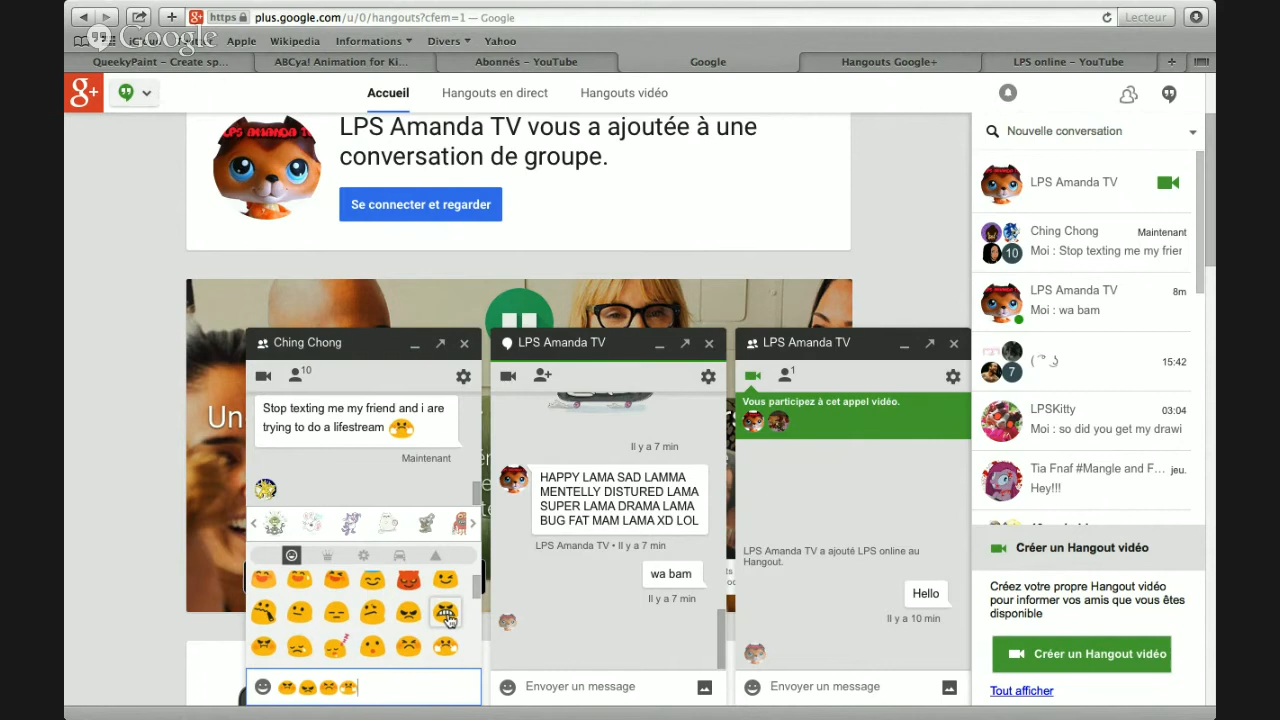 https plus.google.com/u/0/hangouts?cfem=1 — Google
Lecteur
Google
Apple Wikipedia Informations Divers Yahoo
QueekyPaint – Create sp... ABCya! Animation for Ki... Abonnés – YouTube Google Hangouts Google+ LPS online – YouTube
g+ Accueil Hangouts en direct Hangouts vidéo
LPS Amanda TV vous a ajoutée à une
conversation de groupe.
Se connecter et regarder
Ching Chong
10
Stop texting me my friend and i are
trying to do a lifestream
Maintenant
LPS Amanda TV
Il y a 7 min
HAPPY LAMA SAD LAMMA
MENTELLY DISTURED LAMA
SUPER LAMA DRAMA LAMA
BUG FAT MAM LAMA XD LOL
LPS Amanda TV • Il y a 7 min
wa bam
Il y a 7 min
Envoyer un message
LPS Amanda TV
1
Vous participez à cet appel vidéo.
LPS Amanda TV a ajouté LPS online au
Hangout.
Hello
Il y a 10 min
Envoyer un message
Nouvelle conversation
LPS Amanda TV
Ching Chong Maintenant
10 Moi : Stop texting me my frier
LPS Amanda TV 8m
Moi : wa bam
7 15:42
LPSKitty 03:04
Moi : so did you get my drawi
Tia Fnaf #Mangle and F... jeu.
Hey!!!
Créer un Hangout vidéo
Créez votre propre Hangout vidéo
pour informer vos amis que vous êtes
disponible
Créer un Hangout vidéo
Tout afficher